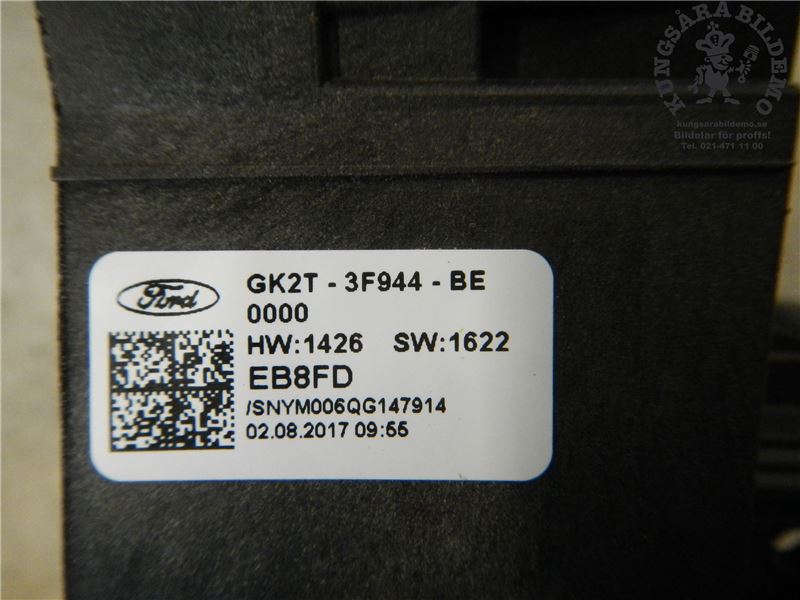 KUNGSÅRA BILDEMO
kungsarabildemo.se
Bildelar för proffs!
Tel. 021-471 11 00
Ford
GK2T - 3F944 - BE
0000
HW:1426 SW:1622
EB8FD
/SNYM006QG147914
02.08.2017 09:55